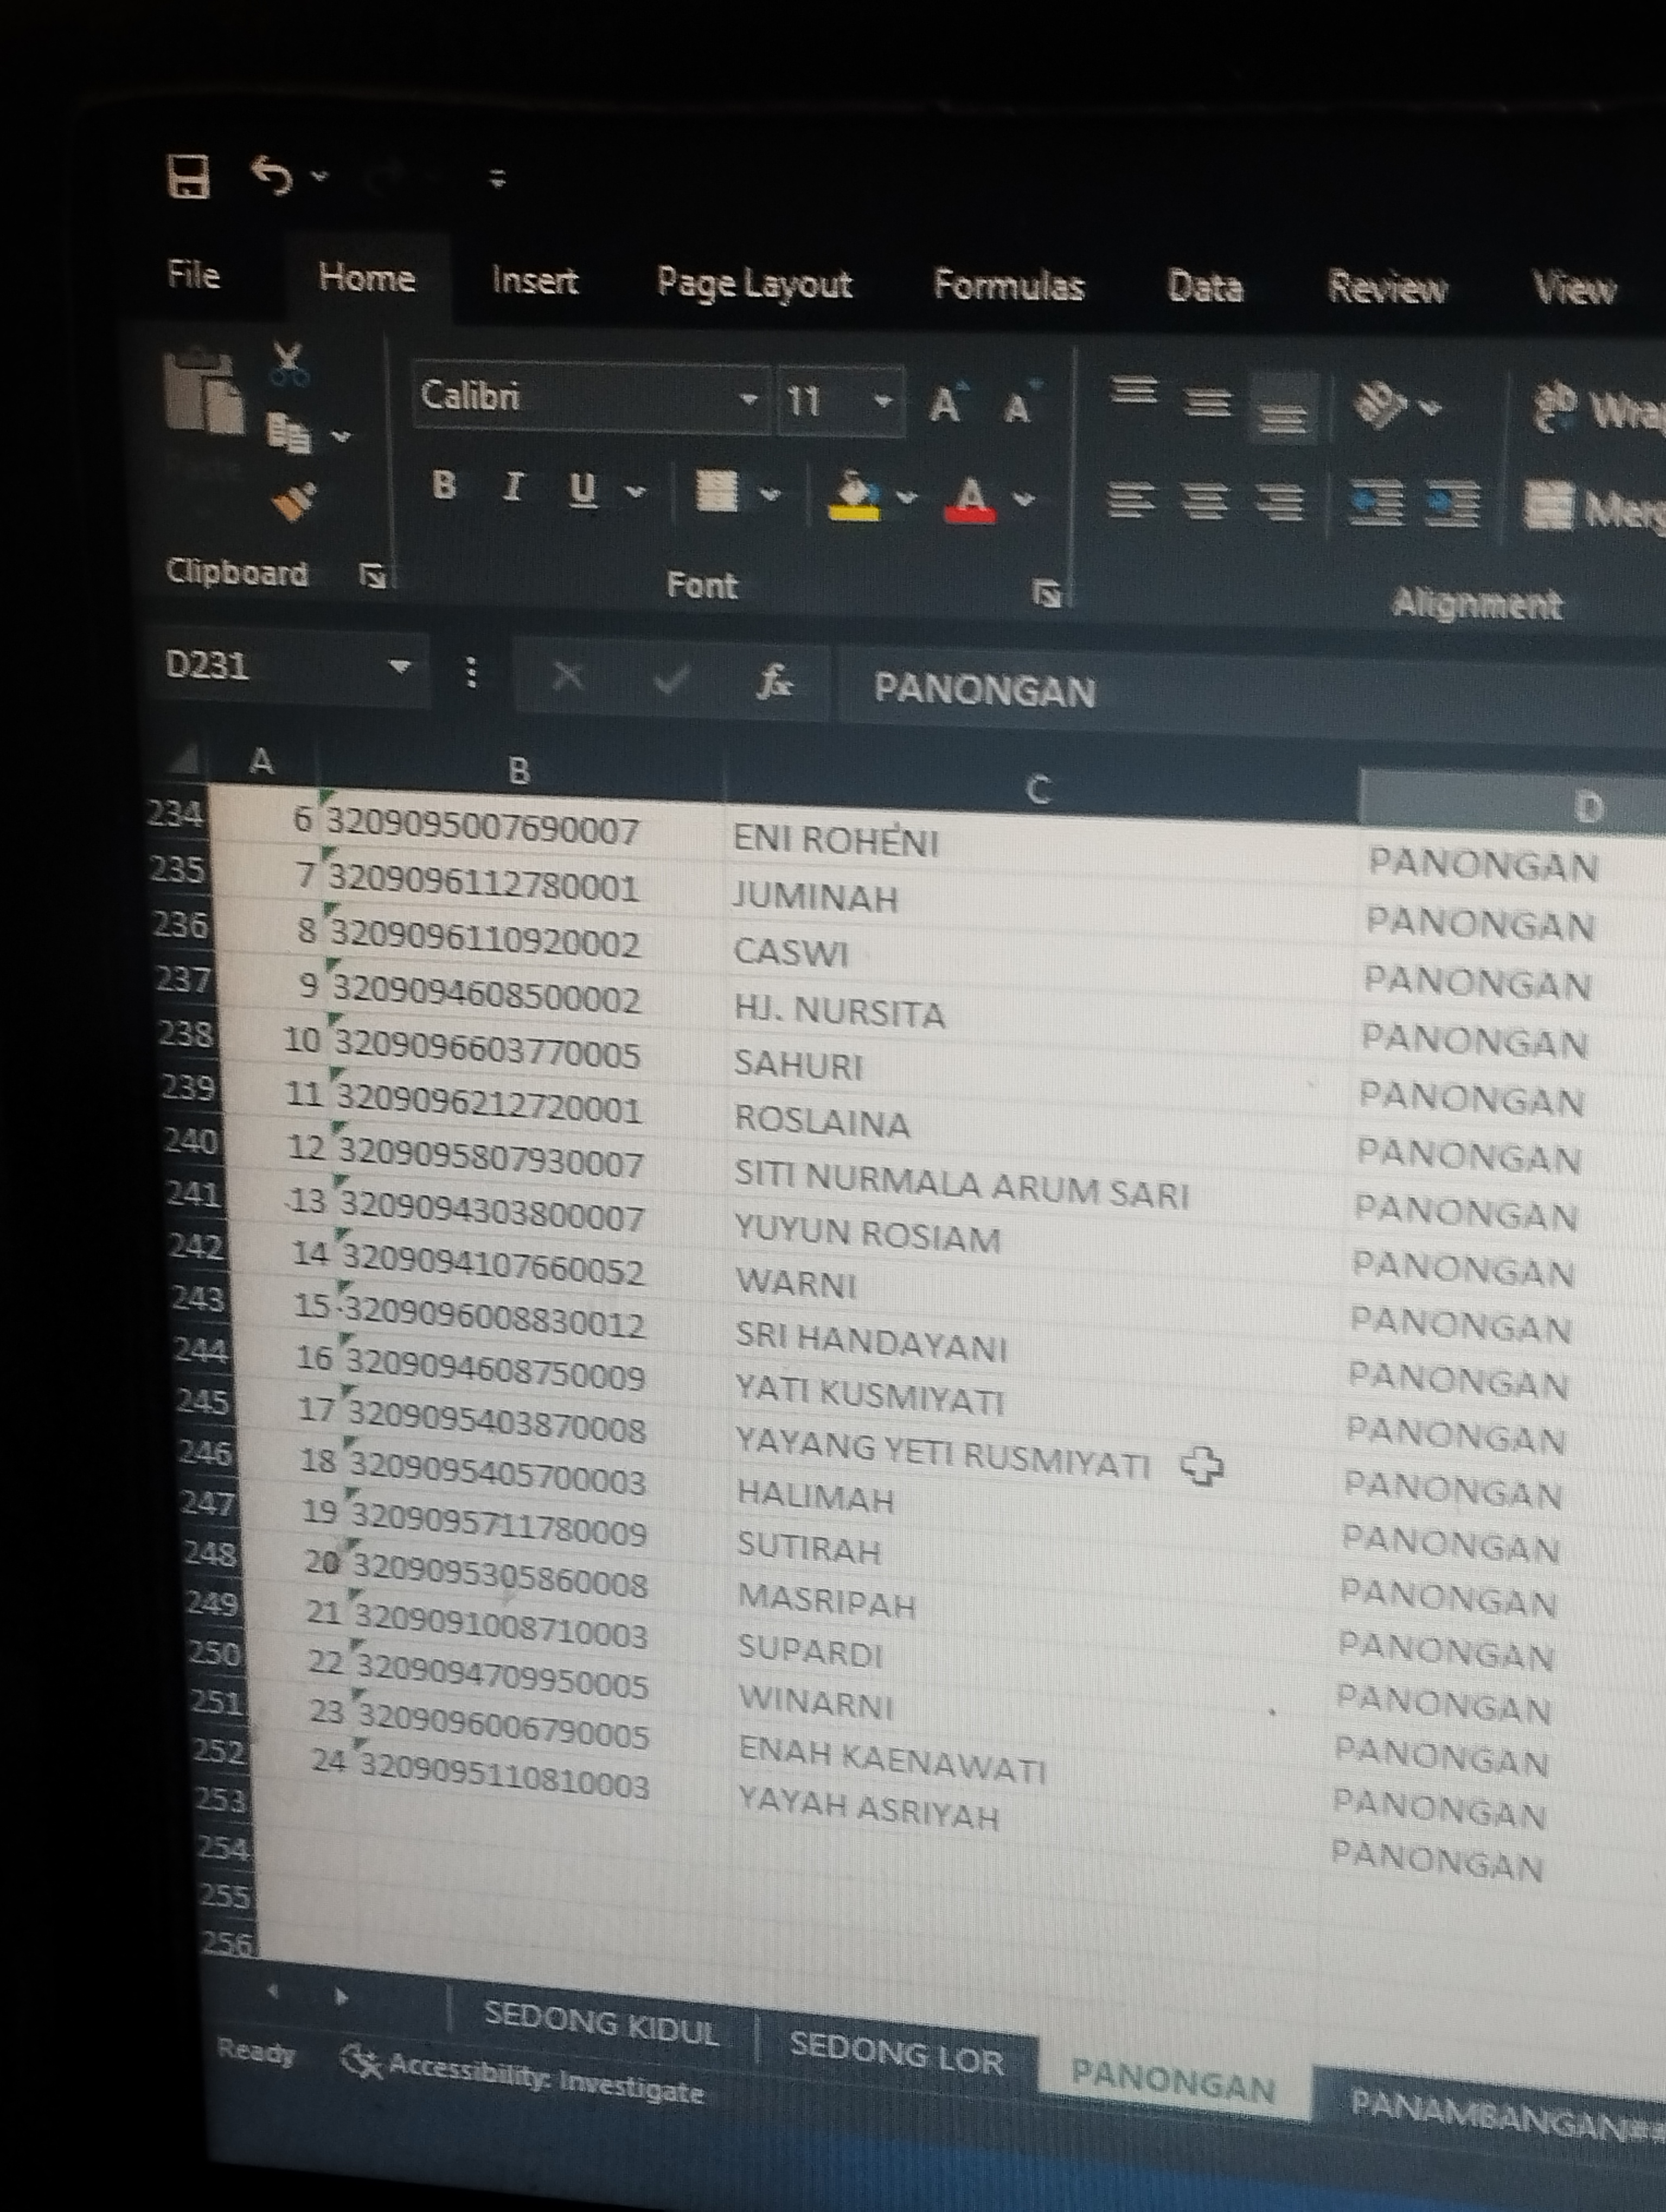 File Home Insert Page Layout Formulas Data Review View
Calibri 11 A A
B I U A
Clipboard Font Alignment
D231 fx PANONGAN
A B C D
234 6 3209095007690007 ENI ROHENI PANONGAN
235 7 3209096112780001 JUMINAH PANONGAN
236 8 3209096110920002 CASWI PANONGAN
237 9 3209094608500002 HJ. NURSITA PANONGAN
238 10 3209096603770005 SAHURI PANONGAN
239 11 3209096212720001 ROSLAINA PANONGAN
240 12 3209095807930007 SITI NURMALA ARUM SARI PANONGAN
241 13 3209094303800007 YUYUN ROSIAM PANONGAN
242 14 3209094107660052 WARNI PANONGAN
243 15 3209096008830012 SRI HANDAYANI PANONGAN
244 16 3209094608750009 YATI KUSMIYATI PANONGAN
245 17 3209095403870008 YAYANG YETI RUSMIYATI PANONGAN
246 18 3209095405700003 HALIMAH PANONGAN
247 19 3209095711780009 SUTIRAH PANONGAN
248 20 3209095305860008 MASRIPAH PANONGAN
249 21 3209091008710003 SUPARDI PANONGAN
250 22 3209094709950005 WINARNI PANONGAN
251 23 3209096006790005 ENAH KAENAWATI PANONGAN
252 24 3209095110810003 YAYAH ASRIYAH PANONGAN
253
254
255
256
SEDONG KIDUL SEDONG LOR PANONGAN PANAMBANGAN##
Ready Accessibility: Investigate